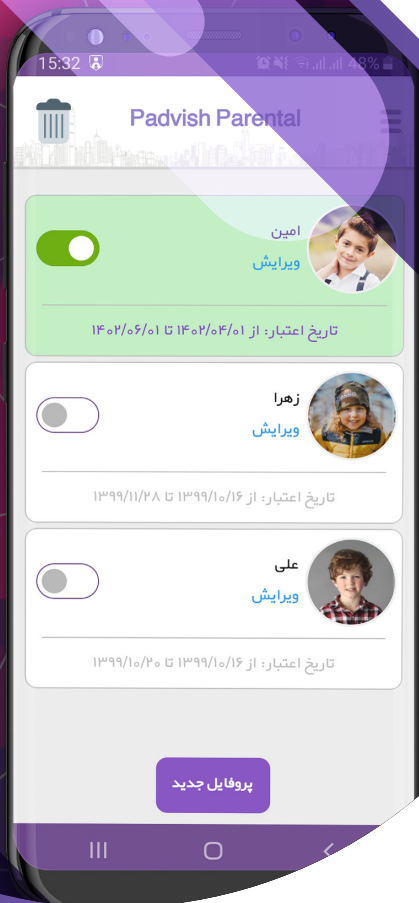 15:32
48%
Padvish Parental
امین
ویرایش
تاریخ اعتبار: از ۱۴۰۲/۰۴/۰۱ تا ۱۴۰۲/۰۶/۰۱
زهرا
ویرایش
تاریخ اعتبار: از ۱۳۹۹/۱۰/۱۶ تا ۱۳۹۹/۱۱/۲۸
علی
ویرایش
تاریخ اعتبار: از ۱۳۹۹/۱۰/۱۶ تا ۱۳۹۹/۱۰/۲۰
پروفایل جدید